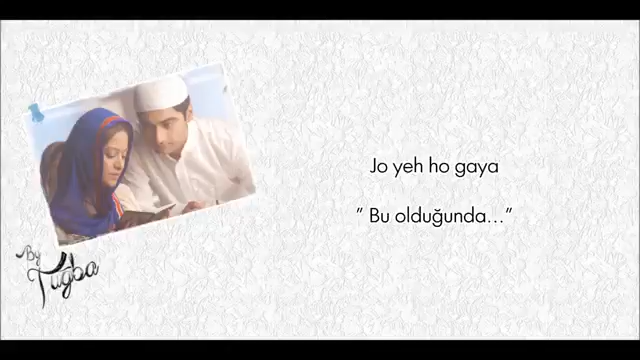 Jo yeh ho gaya
" Bu olduğunda..."
By
Tuğba